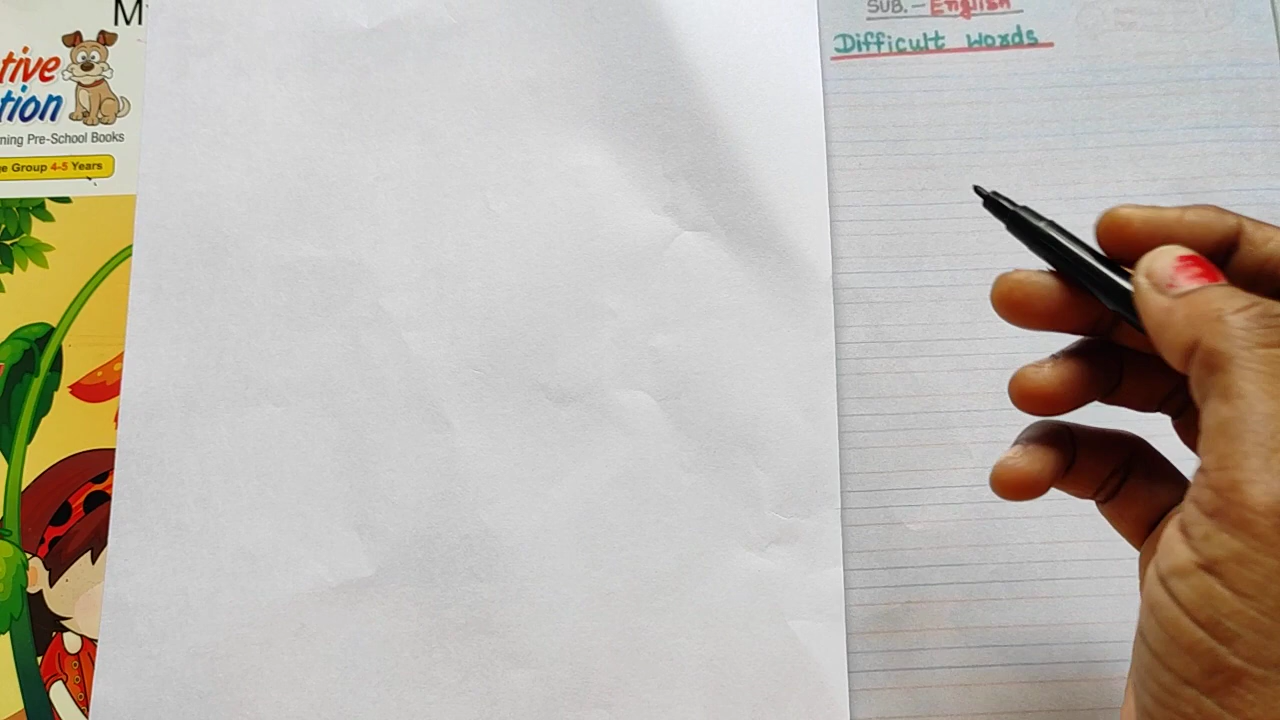 M
tive
tion
ning Pre-School Books
e Group 4-5 Years
SUB.- English
Difficult Words